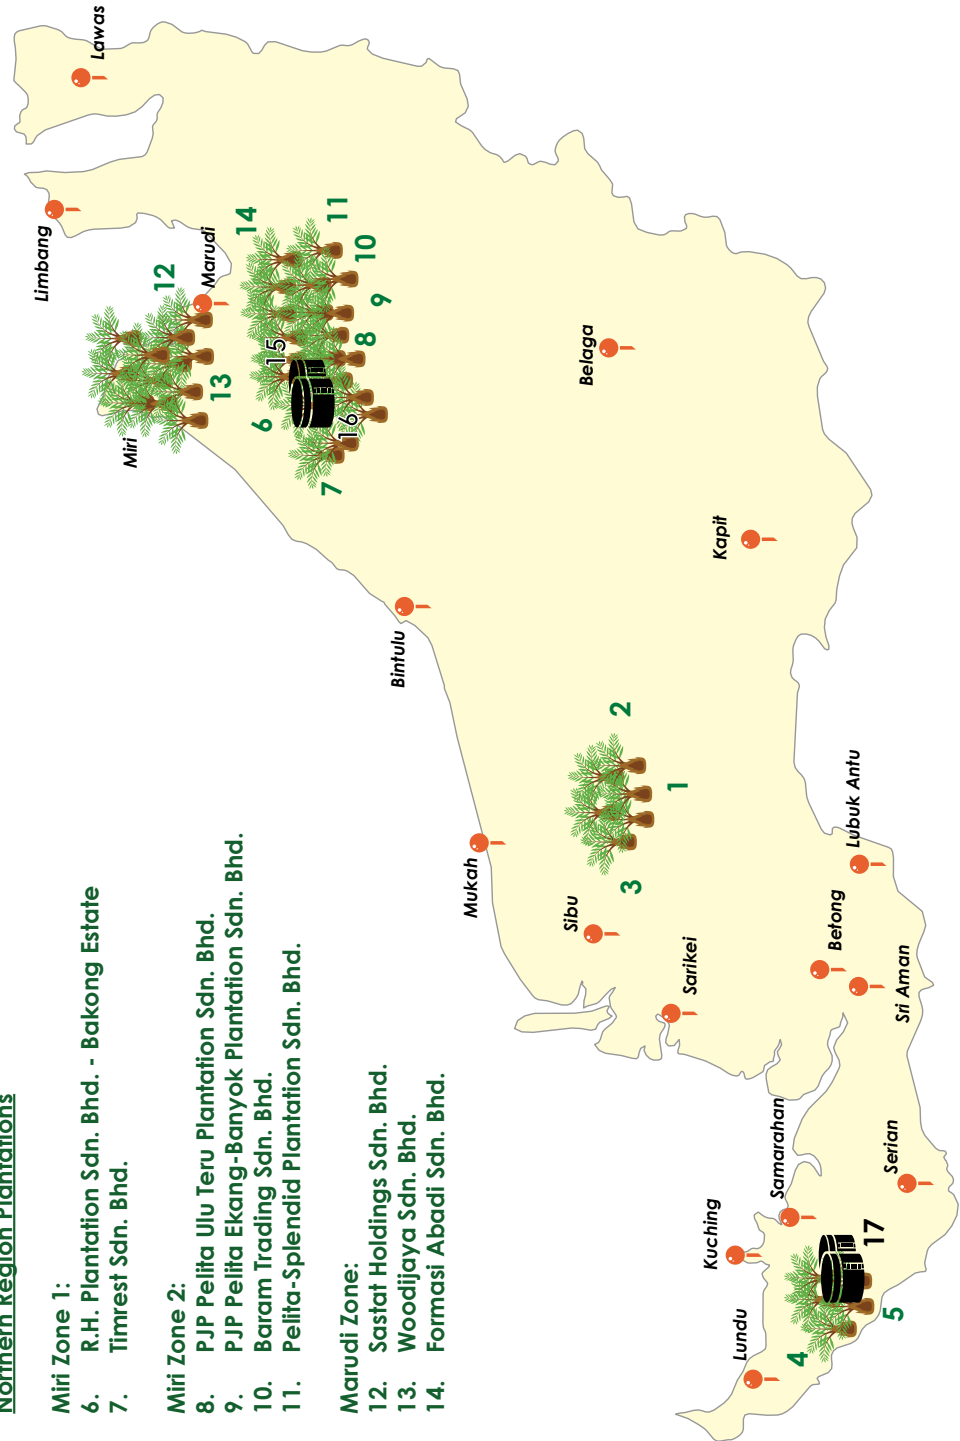 Northern Region Plantations
Miri Zone 1:
6. R.H. Plantation Sdn. Bhd. - Bakong Estate
7. Timrest Sdn. Bhd.
Miri Zone 2:
8. PJP Pelita Ulu Teru Plantation Sdn. Bhd.
9. PJP Pelita Ekang-Banyok Plantation Sdn. Bhd.
10. Baram Trading Sdn. Bhd.
11. Pelita-Splendid Plantation Sdn. Bhd.
Marudi Zone:
12. Sastat Holdings Sdn. Bhd.
13. Woodijaya Sdn. Bhd.
14. Formasi Abadi Sdn. Bhd.
Lundu
4
5
17
Kuching
Samarahan
Serian
Sri Aman
Betong
Lubuk Antu
Sarikei
Sibu
Mukah
3
1
2
Bintulu
Kapit
Belaga
Miri
7
6
16
15
8
9
10
11
14
13
12
Marudi
Limbang
Lawas